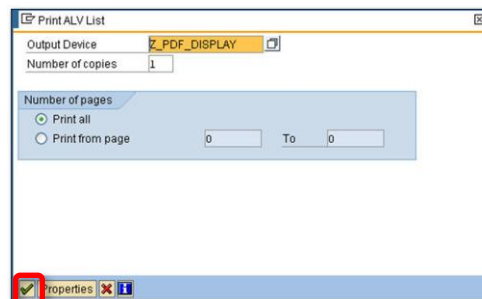 Print ALV List
Output Device Z_PDF_DISPLAY
Number of copies 1
Number of pages
Print all
Print from page 0 To 0
Properties